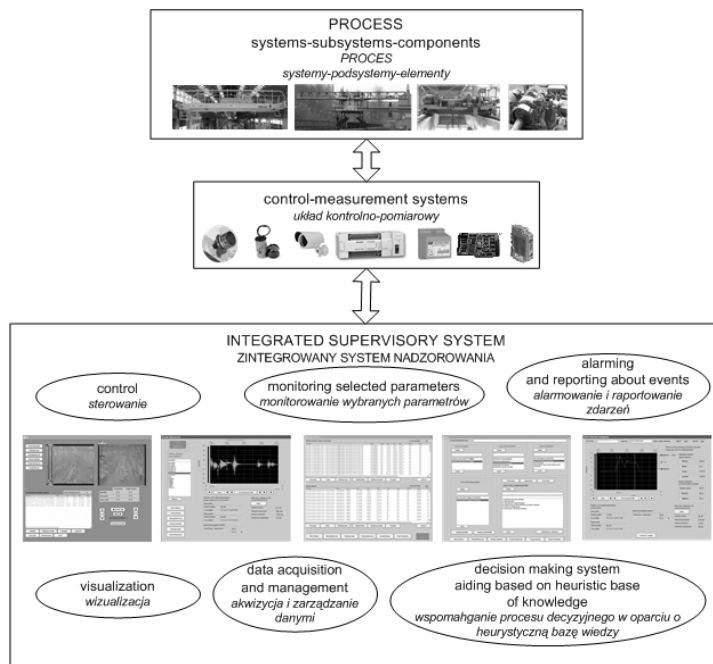 PROCESS
systems-subsystems-components
PROCES
systemy-podsystemy-elementy
control-measurement systems
układ kontrolno-pomiarowy
INTEGRATED SUPERVISORY SYSTEM
ZINTEGROWANY SYSTEM NADZOROWANIA
control
sterowanie
monitoring selected parameters
monitorowanie wybranych parametrów
alarming
and reporting about events
alarmowanie i raportowanie
zdarzeń
visualization
wizualizacja
data acquisition
and management
akwizycja i zarządzanie
danymi
decision making system
aiding based on heuristic base
of knowledge
wspomahganie procesu decyzyjnego w oparciu o
heurystyczną bazę wiedzy